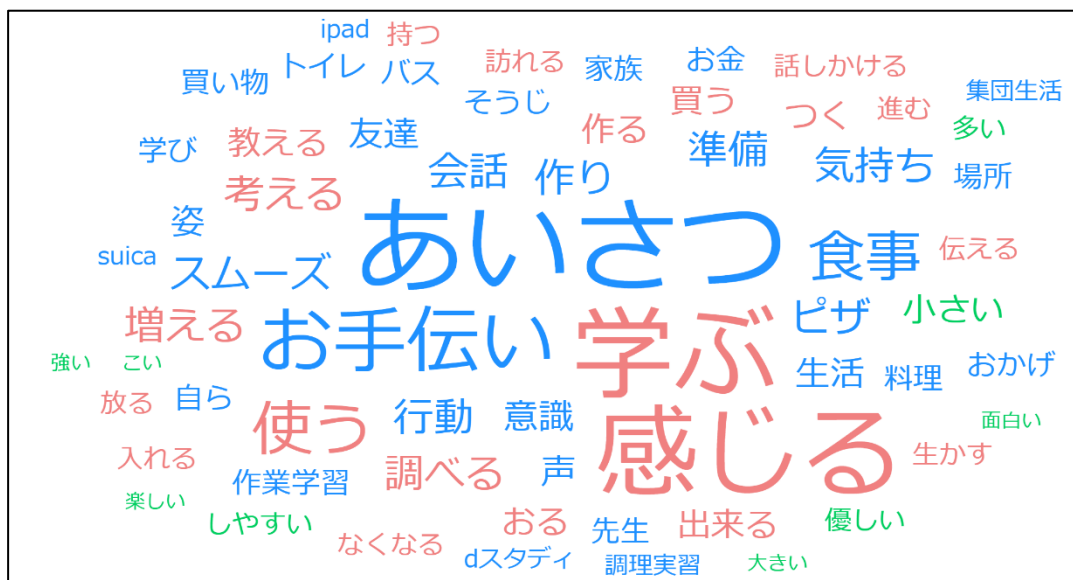 ipad 持つ
買い物 トイレ バス 訪れる 家族 お金 話しかける
そうじ 買う 集団生活
学び 教える 友達 作る 準備 つく 進む 多い
考える 会話 作り 気持ち 場所
姿 あいさつ
suica スムーズ 食事 伝える
増える お手伝い 学ぶ ピザ 小さい
強い こい 生活 料理 おかげ
放る 自ら 使う 行動 意識 感じる 面白い
入れる 作業学習 調べる 声 生かす
楽しい しやすい おる 先生 出来る 優しい
なくなる dスタディ 調理実習 大きい